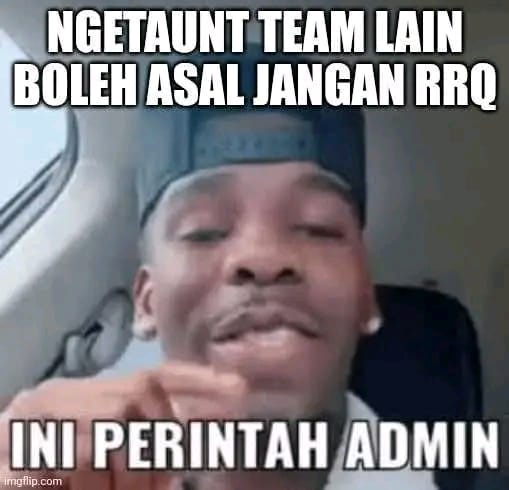 NGETAUNT TEAM LAIN
BOLEH ASAL JANGAN RRQ
INI PERINTAH ADMIN
imgflip.com